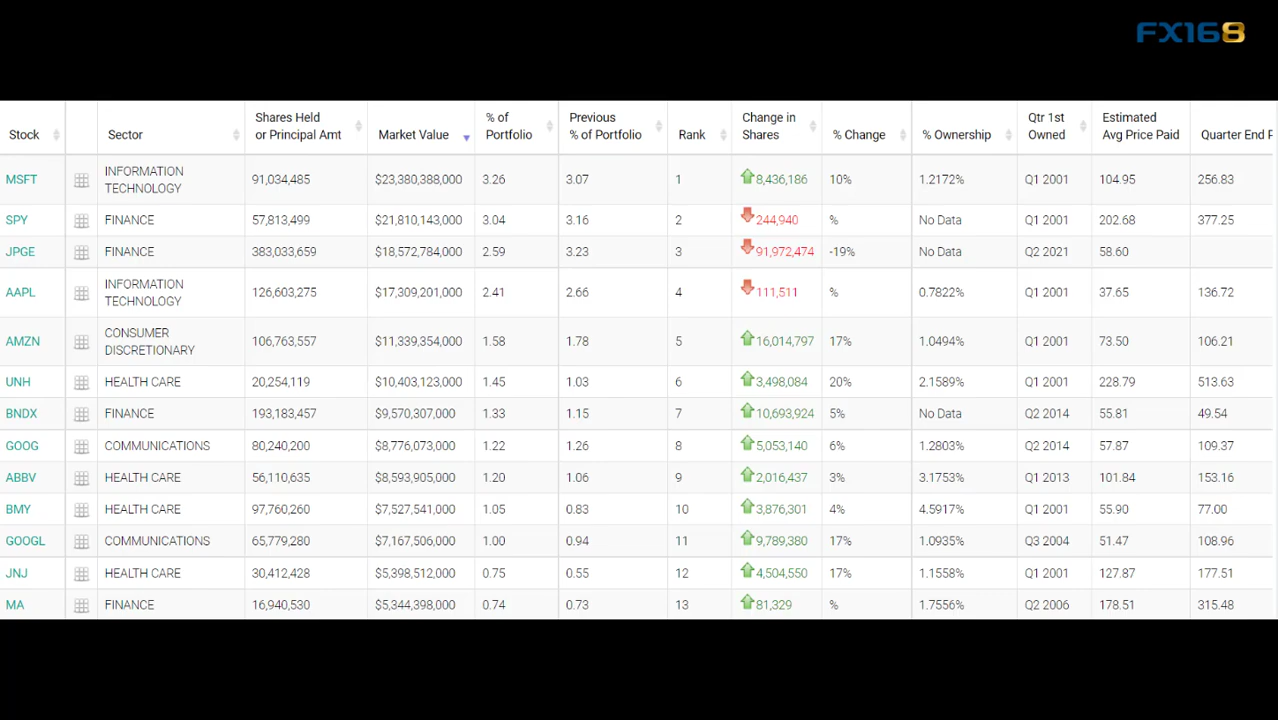 FX168
Stock Sector Shares Held or Principal Amt Market Value % of Portfolio Previous % of Portfolio Rank Change in Shares % Change % Ownership Qtr 1st Owned Estimated Avg Price Paid Quarter End P
MSFT INFORMATION TECHNOLOGY 91,034,485 $23,380,388,000 3.26 3.07 1 8,436,186 10% 1.2172% Q1 2001 104.95 256.83
SPY FINANCE 57,813,499 $21,810,143,000 3.04 3.16 2 244,940 % No Data Q1 2001 202.68 377.25
JPGE FINANCE 383,033,659 $18,572,784,000 2.59 3.23 3 91,972,474 -19% No Data Q2 2021 58.60
AAPL INFORMATION TECHNOLOGY 126,603,275 $17,309,201,000 2.41 2.66 4 111,511 % 0.7822% Q1 2001 37.65 136.72
AMZN CONSUMER DISCRETIONARY 106,763,557 $11,339,354,000 1.58 1.78 5 16,014,797 17% 1.0494% Q1 2001 73.50 106.21
UNH HEALTH CARE 20,254,119 $10,403,123,000 1.45 1.03 6 3,498,084 20% 2.1589% Q1 2001 228.79 513.63
BNDX FINANCE 193,183,457 $9,570,307,000 1.33 1.15 7 10,693,924 5% No Data Q2 2014 55.81 49.54
GOOG COMMUNICATIONS 80,240,200 $8,776,073,000 1.22 1.26 8 5,053,140 6% 1.2803% Q2 2014 57.87 109.37
ABBV HEALTH CARE 56,110,635 $8,593,905,000 1.20 1.06 9 2,016,437 3% 3.1753% Q1 2013 101.84 153.16
BMY HEALTH CARE 97,760,260 $7,527,541,000 1.05 0.83 10 3,876,301 4% 4.5917% Q1 2001 55.90 77.00
GOOGL COMMUNICATIONS 65,779,280 $7,167,506,000 1.00 0.94 11 9,789,380 17% 1.0935% Q3 2004 51.47 108.96
JNJ HEALTH CARE 30,412,428 $5,398,512,000 0.75 0.55 12 4,504,550 17% 1.1558% Q1 2001 127.87 177.51
MA FINANCE 16,940,530 $5,344,398,000 0.74 0.73 13 81,329 % 1.7556% Q2 2006 178.51 315.48